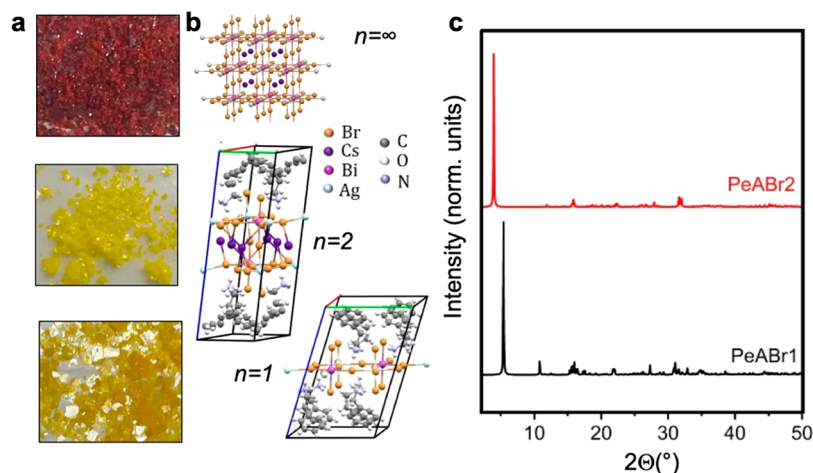 a
b
n=∞
Br
Cs
Bi
Ag
C
O
N
n=2
n=1
c
Intensity (norm. units)
PeABr2
PeABr1
10
20
30
40
50
2Θ(°)